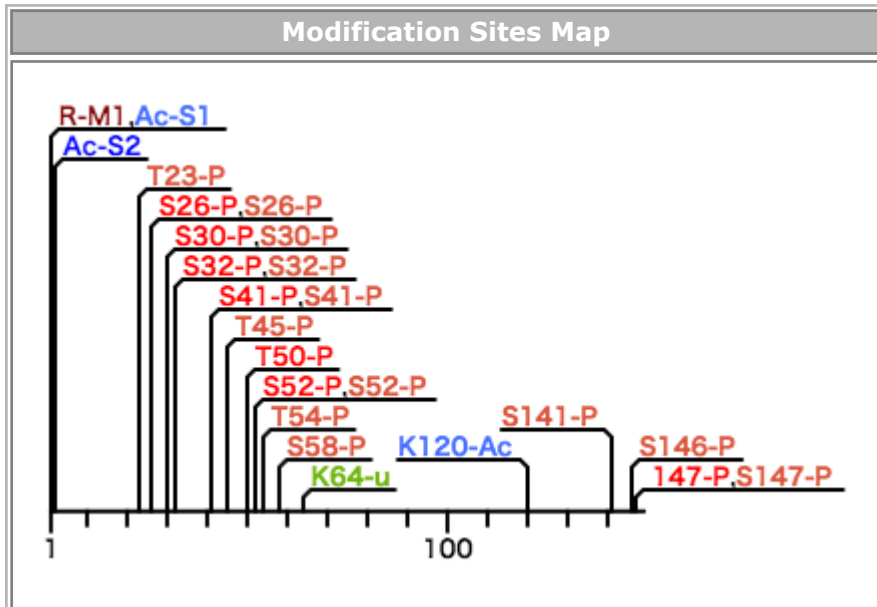 Modification Sites Map
R-M1,Ac-S1
Ac-S2
T23-P
S26-P,S26-P
S30-P,S30-P
S32-P,S32-P
S41-P,S41-P
T45-P
T50-P
S52-P,S52-P
T54-P S141-P
S58-P K120-Ac S146-P
K64-u 147-P,S147-P
1 100